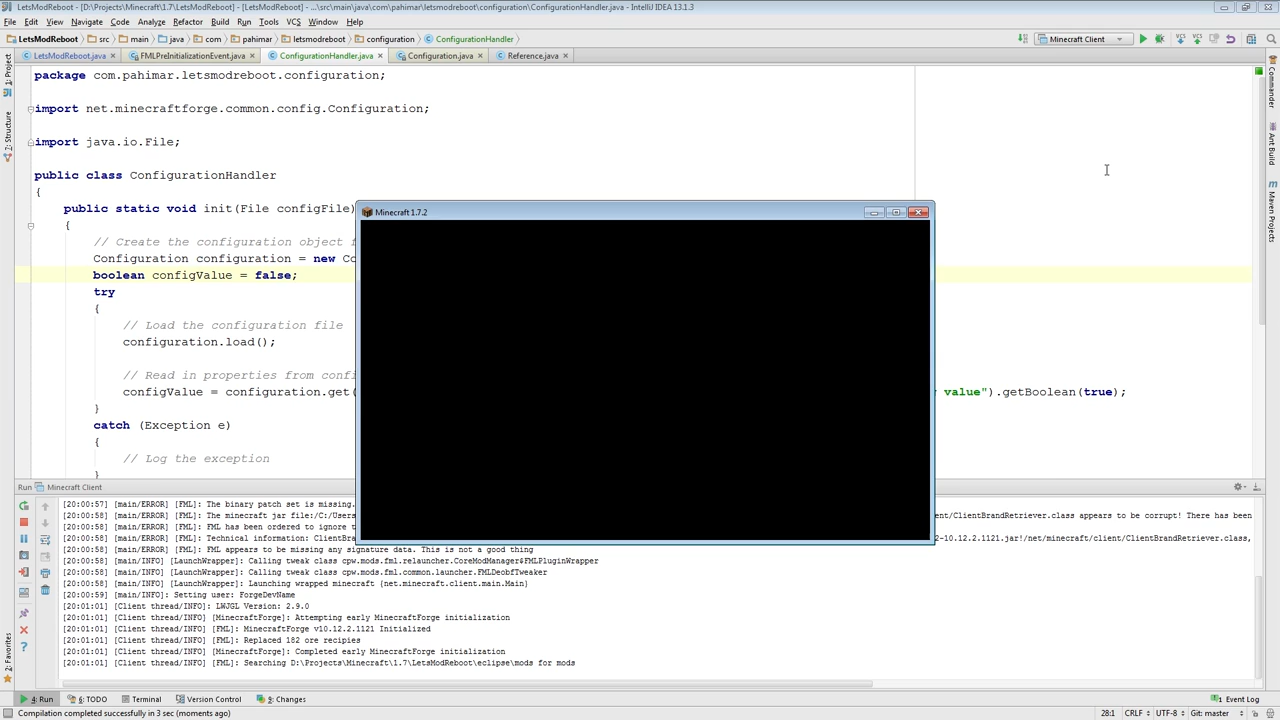 LetsModReboot - [D:\Projects\Minecraft\1.7\LetsModReboot] - [LetsModReboot] - ...\src\main\java\com\pahimar\letsmodreboot\configuration\ConfigurationHandler.java - IntelliJ IDEA 13.1.3
File Edit View Navigate Code Analyze Refactor Build Run Tools VCS Window Help
LetsModReboot src main java com pahimar letsmodreboot configuration ConfigurationHandler Minecraft Client
LetsModReboot.java FMLPreInitializationEvent.java ConfigurationHandler.java Configuration.java Reference.java
1: Project
7: Structure
2: Favorites
Commander
Ant Build
Maven Projects
package com.pahimar.letsmodreboot.configuration;
import net.minecraftforge.common.config.Configuration;
import java.io.File;
public class ConfigurationHandler
{
public static void init(File configFile)
{
// Create the configuration object f
Configuration configuration = new Co
boolean configValue = false;
try
{
// Load the configuration file
configuration.load();
// Read in properties from confi
configValue = configuration.get( value").getBoolean(true);
}
catch (Exception e)
{
// Log the exception
}
Minecraft 1.7.2
Run Minecraft Client
[20:00:57] [main/ERROR] [FML]: The binary patch set is missing.
[20:00:58] [main/ERROR] [FML]: The minecraft jar file:/C:/Users ent/ClientBrandRetriever.class appears to be corrupt! There has been
[20:00:58] [main/ERROR] [FML]: FML has been ordered to ignore t
[20:00:58] [main/ERROR] [FML]: Technical information: ClientBra 2-10.12.2.1121.jar!/net/minecraft/client/ClientBrandRetriever.class,
[20:00:58] [main/ERROR] [FML]: FML appears to be missing any signature data. This is not a good thing
[20:00:58] [main/INFO] [LaunchWrapper]: Calling tweak class cpw.mods.fml.relauncher.CoreModManager$FMLPluginWrapper
[20:00:58] [main/INFO] [LaunchWrapper]: Calling tweak class cpw.mods.fml.common.launcher.FMLDeobfTweaker
[20:00:58] [main/INFO] [LaunchWrapper]: Launching wrapped minecraft {net.minecraft.client.main.Main}
[20:00:59] [main/INFO]: Setting user: ForgeDevName
[20:01:01] [Client thread/INFO]: LWJGL Version: 2.9.0
[20:01:01] [Client thread/INFO] [MinecraftForge]: Attempting early MinecraftForge initialization
[20:01:01] [Client thread/INFO] [FML]: MinecraftForge v10.12.2.1121 Initialized
[20:01:01] [Client thread/INFO] [FML]: Replaced 182 ore recipies
[20:01:01] [Client thread/INFO] [MinecraftForge]: Completed early MinecraftForge initialization
[20:01:01] [Client thread/INFO] [FML]: Searching D:\Projects\Minecraft\1.7\LetsModReboot\eclipse\mods for mods
4: Run 6: TODO Terminal Version Control 9: Changes Event Log
Compilation completed successfully in 3 sec (moments ago) 28:1 CRLF UTF-8 Git: master